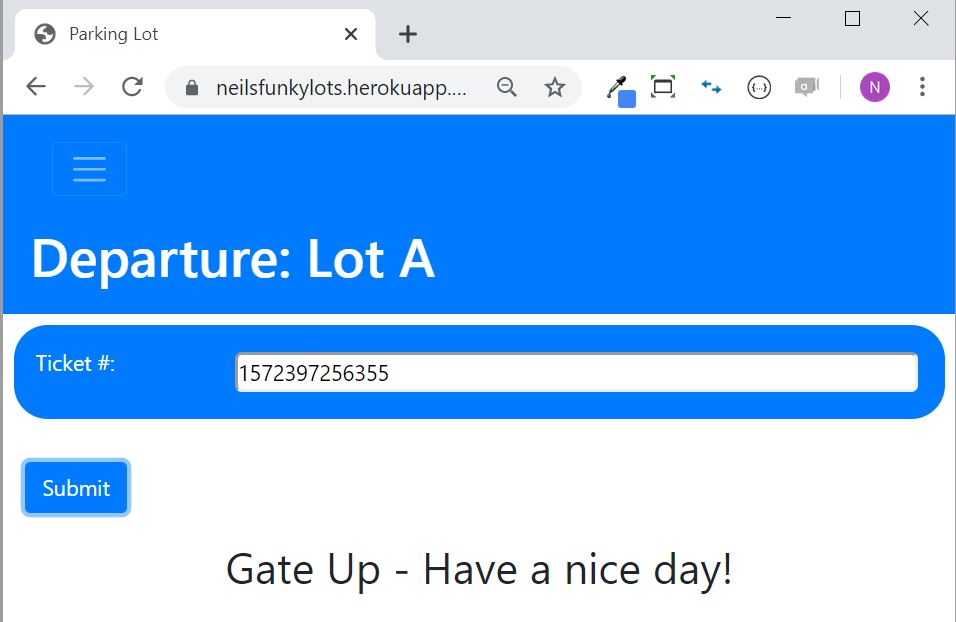 Parking Lot
neilsfunkylots.herokuapp....
N
Departure: Lot A
Ticket #: 1572397256355
Submit
Gate Up - Have a nice day!